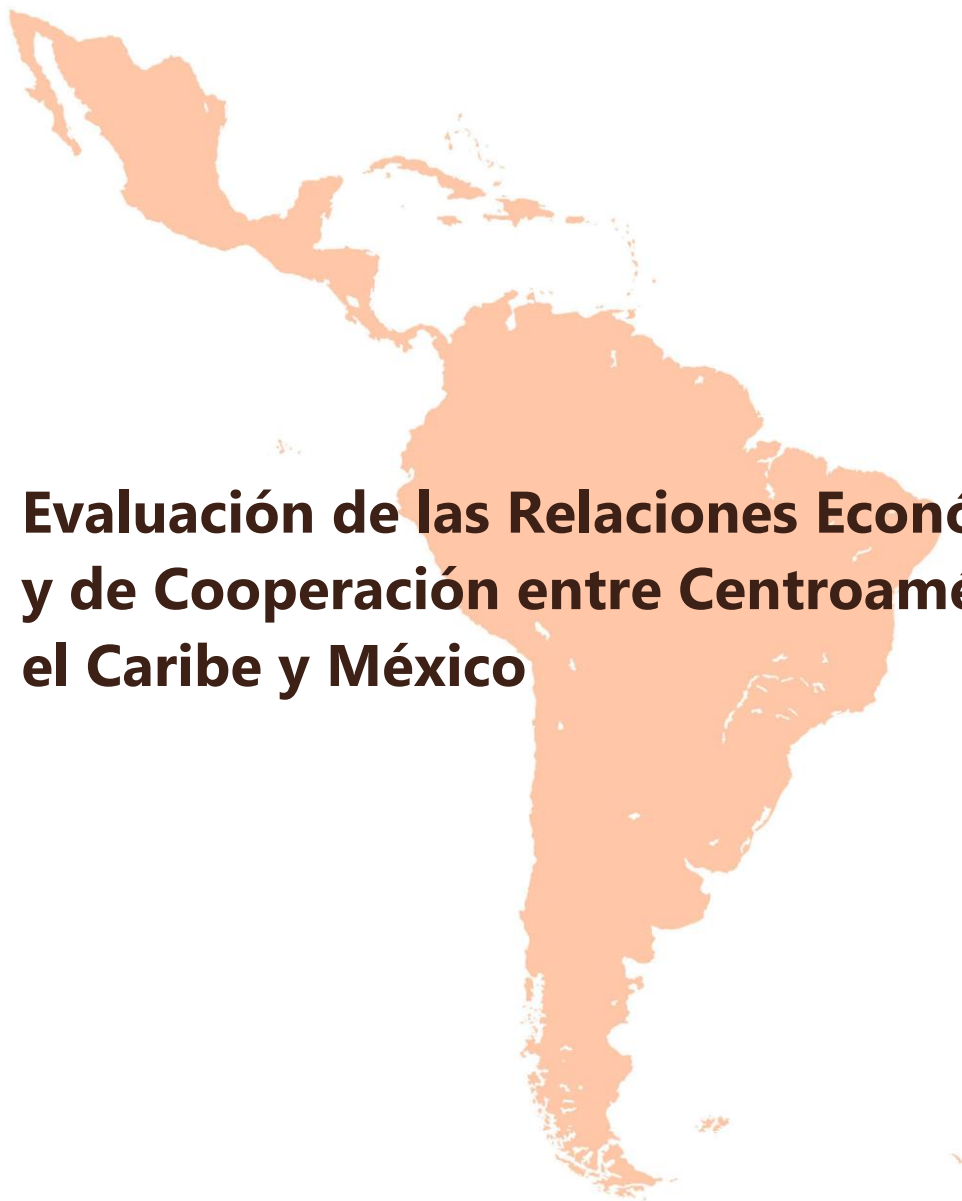 Evaluación de las Relaciones Econó
y de Cooperación entre Centroamé
el Caribe y México